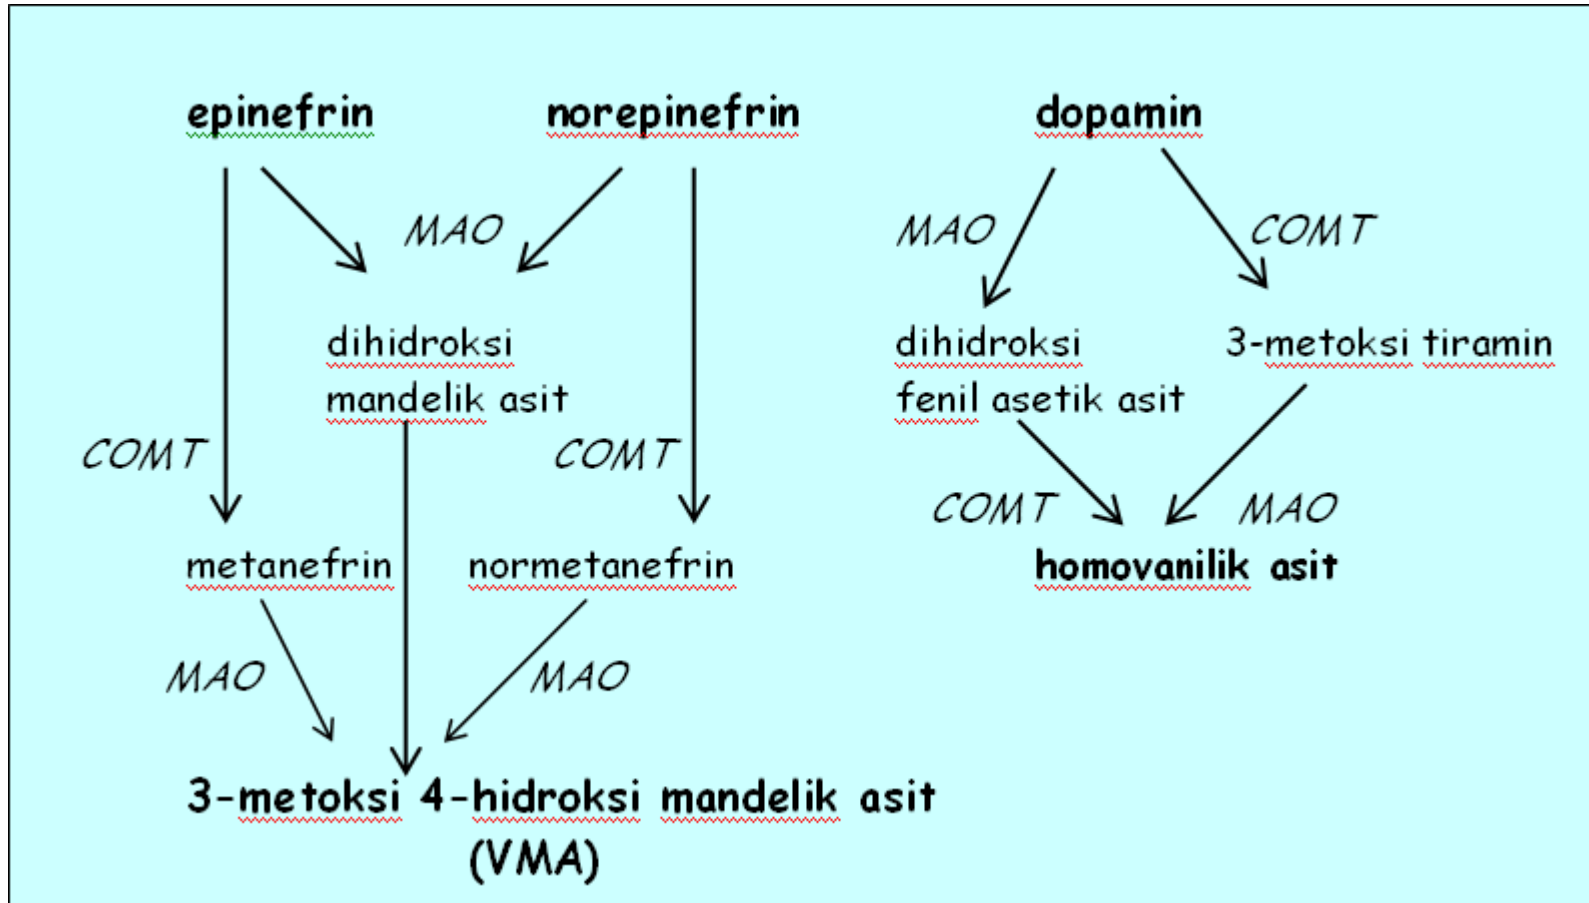 epinefrin norepinefrin dopamin
MAO MAO COMT
dihidroksi dihidroksi 3-metoksi tiramin
mandelik asit fenil asetik asit
COMT COMT COMT MAO
metanefrin normetanefrin homovanilik asit
MAO MAO
3-metoksi 4-hidroksi mandelik asit
(VMA)